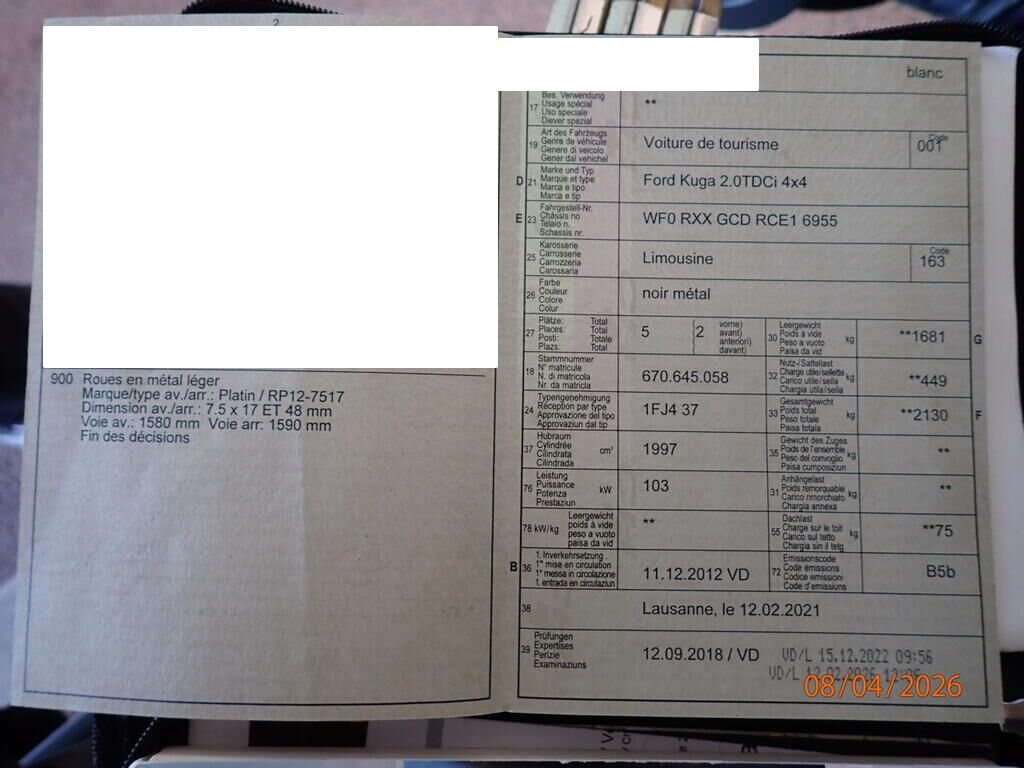 2
900 Roues en métal léger
Marque/type av./arr.: Platin / RP12-7517
Dimension av./arr.: 7.5 x 17 ET 48 mm
Voie av.: 1580 mm Voie arr: 1590 mm
Fin des décisions
blanc
17 Bes. Verwendung
Usage spécial
Uso speciale
Diever spezial
**
19 Art des Fahrzeugs
Genre de véhicule
Genere di veicolo
Gener dal vehichel
Voiture de tourisme
Code
001
D 21 Marke und Typ
Marque et type
Marca e tipo
Marca e tip
Ford Kuga 2.0TDCi 4x4
E 23 Fahrgestell-Nr.
Châssis no
Telaio n.
Schassis nr.
WF0 RXX GCD RCE1 6955
25 Karosserie
Carrosserie
Carrozzeria
Carossaria
Limousine
Code
163
26 Farbe
Couleur
Colore
Colur
noir métal
27 Plätze: Total
Places: Total
Posti: Totale
Plazs: Total
5
2
vorne)
avant)
anteriori)
davant)
30 Leergewicht
Poids à vide
Peso a vuoto
Paisa da vid
kg
**1681
G
18 Stammnummer
N° matricule
N. di matricola
Nr. da matricla
670.645.058
32 Nutz-/Sattellast
Charge utile/sellette
Carico utile/sella
Chargia utila/sella
kg
**449
24 Typengenehmigung
Réception par type
Approvazione del tipo
Approvaziun dal tip
1FJ4 37
33 Gesamtgewicht
Poids total
Peso totale
Paisa totala
kg
**2130
F
37 Hubraum
Cylindrée
Cilindrata
Cilindrada
cm³
1997
35 Gewicht des Zuges
Poids de l'ensemble
Peso del convoglio
Paisa cumposiziun
kg
**
76 Leistung
Puissance
Potenza
Prestaziun
kW
103
31 Anhängelast
Poids remorquable
Carico rimorchiato
Chargia annexa
kg
**
78 kW/kg
Leergewicht
poids à vide
peso a vuoto
paisa da vid
**
55 Dachlast
Charge sur le toit
Carico sul tetto
Chargia sin il tetg
kg
**75
B 36 1. Inverkehrsetzung
1re mise en circulation
1a messa in circolazione
1. entrada en circulaziun
11.12.2012 VD
72 Emissionscode
Code émissions
Codice emissioni
Code d'emissiuns
B5b
38
Lausanne, le 12.02.2021
39 Prüfungen
Expertises
Perizie
Examinaziuns
12.09.2018 / VD
VD/L 15.12.2022 09:56
VD/L
08/04/2026